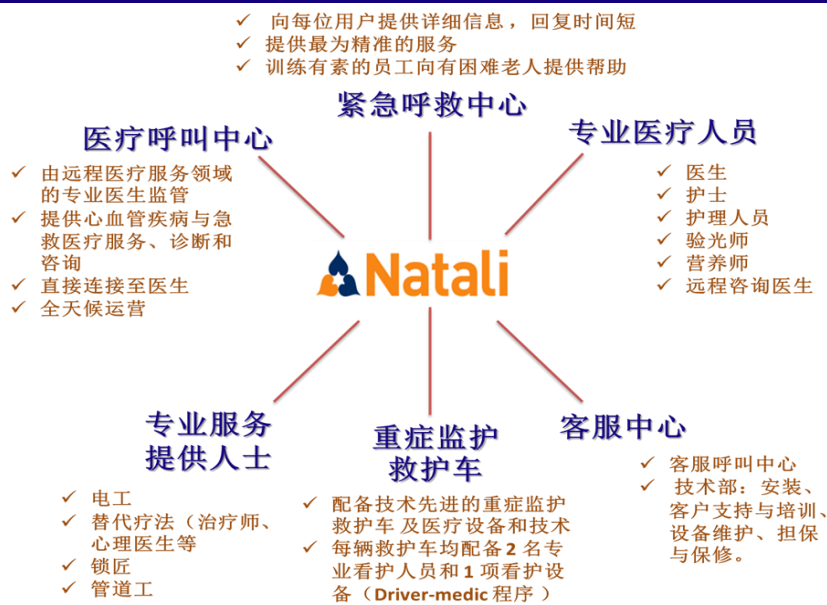 向每位用户提供详细信息，回复时间短
提供最为精准的服务
训练有素的员工向有困难老人提供帮助
紧急呼救中心
医疗呼叫中心
由远程医疗服务领域
的专业医生监管
提供心血管疾病与急
救医疗服务、诊断和
咨询
直接连接至医生
全天候运营
专业医疗人员
医生
护士
护理人员
验光师
营养师
远程咨询医生
Natali
专业服务
提供人士
电工
替代疗法（治疗师、
心理医生等
锁匠
管道工
重症监护
救护车
配备技术先进的重症监护
救护车及医疗设备和技术
每辆救护车均配备2名专
业看护人员和1项看护设
备（Driver-medic 程序）
客服中心
客服呼叫中心
技术部：安装、
客户支持与培训、
设备维护、担保
与保修。